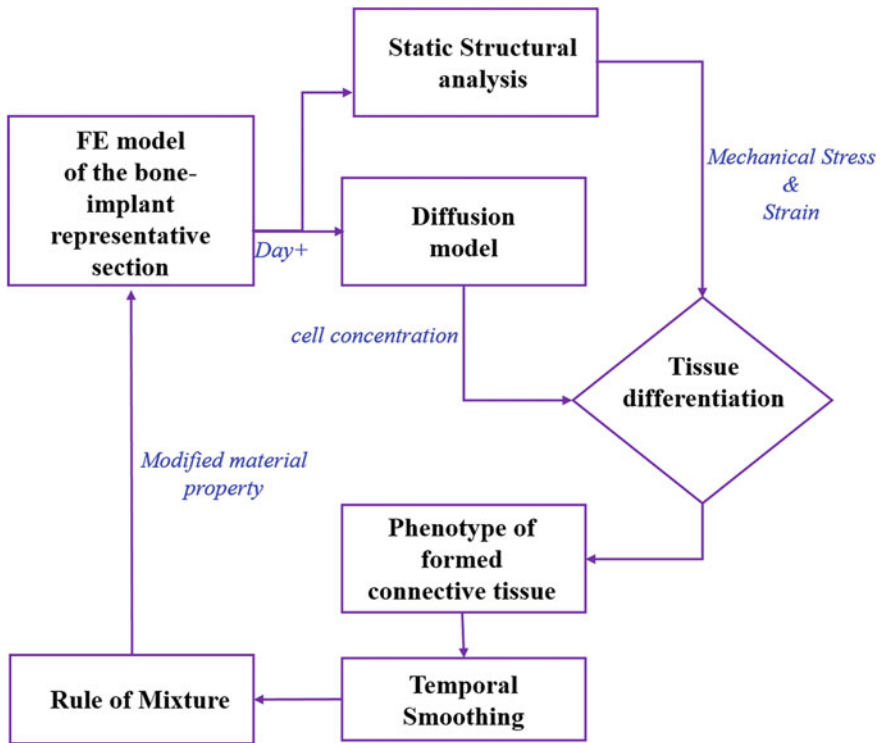 Static Structural
analysis
FE model
of the bone-
implant
representative
section
Mechanical Stress
&
Strain
Day+
Diffusion
model
cell concentration
Tissue
differentiation
Modified material
property
Phenotype of
formed
connective tissue
Rule of Mixture
Temporal
Smoothing